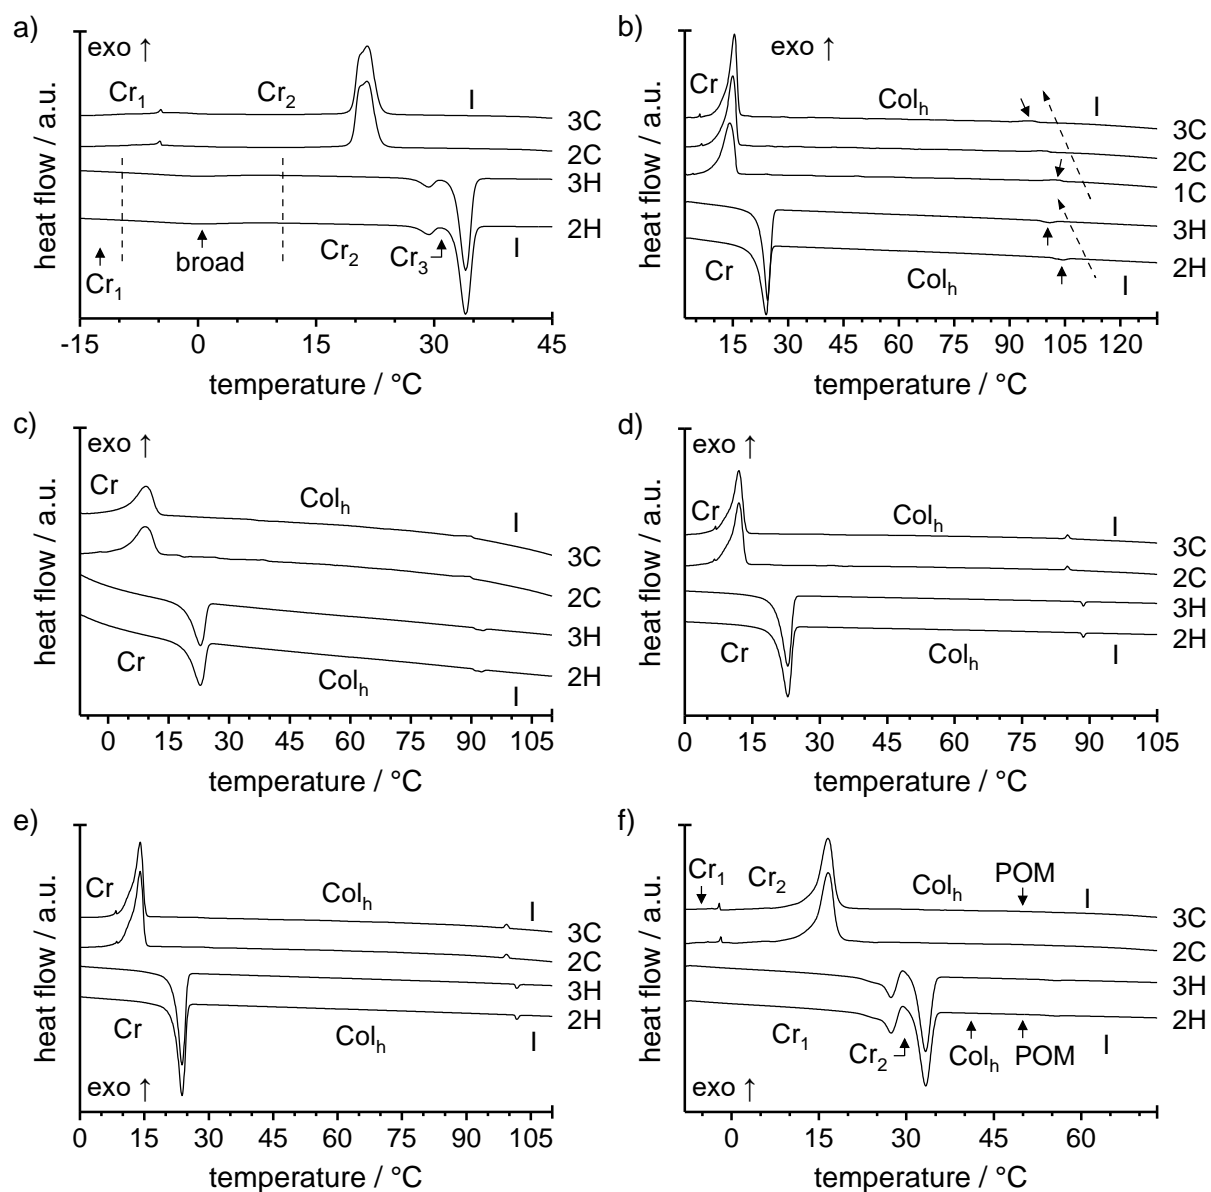 a)
exo ↑
Cr1
Cr2
I
3C
2C
3H
2H
Cr1
broad
Cr2
Cr3
I
heat flow / a.u.
-15 0 15 30 45
temperature / °C
b)
exo ↑
Cr
Colh
I
3C
2C
1C
3H
2H
Cr
Colh
I
heat flow / a.u.
15 30 45 60 75 90 105 120
temperature / °C
c)
exo ↑
Cr
Colh
I
3C
2C
3H
2H
Cr
Colh
I
heat flow / a.u.
0 15 30 45 60 75 90 105
temperature / °C
d)
exo ↑
Cr
Colh
I
3C
2C
3H
2H
Cr
Colh
I
heat flow / a.u.
0 15 30 45 60 75 90 105
temperature / °C
e)
Cr
Colh
I
3C
2C
3H
2H
Cr
Colh
I
exo ↑
heat flow / a.u.
0 15 30 45 60 75 90 105
temperature / °C
f)
Cr1
Cr2
Colh
POM
I
3C
2C
3H
2H
Cr1
Cr2
Colh
POM
I
exo ↑
heat flow / a.u.
0 15 30 45 60
temperature / °C